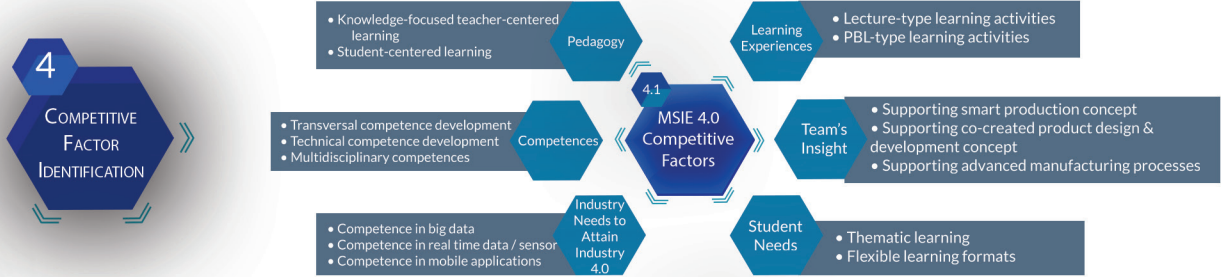 4
COMPETITIVE
FACTOR
IDENTIFICATION
• Knowledge-focused teacher-centered
learning
• Student-centered learning
Pedagogy
Learning
Experiences
• Lecture-type learning activities
• PBL-type learning activities
• Transversal competence development
• Technical competence development
• Multidisciplinary competences
Competences
4.1
MSIE 4.0
Competitive
Factors
Team's
Insight
• Supporting smart production concept
• Supporting co-created product design &
development concept
• Supporting advanced manufacturing processes
• Competence in big data
• Competence in real time data / sensor
• Competence in mobile applications
Industry
Needs to
Attain
Industry
4.0
Student
Needs
• Thematic learning
• Flexible learning formats